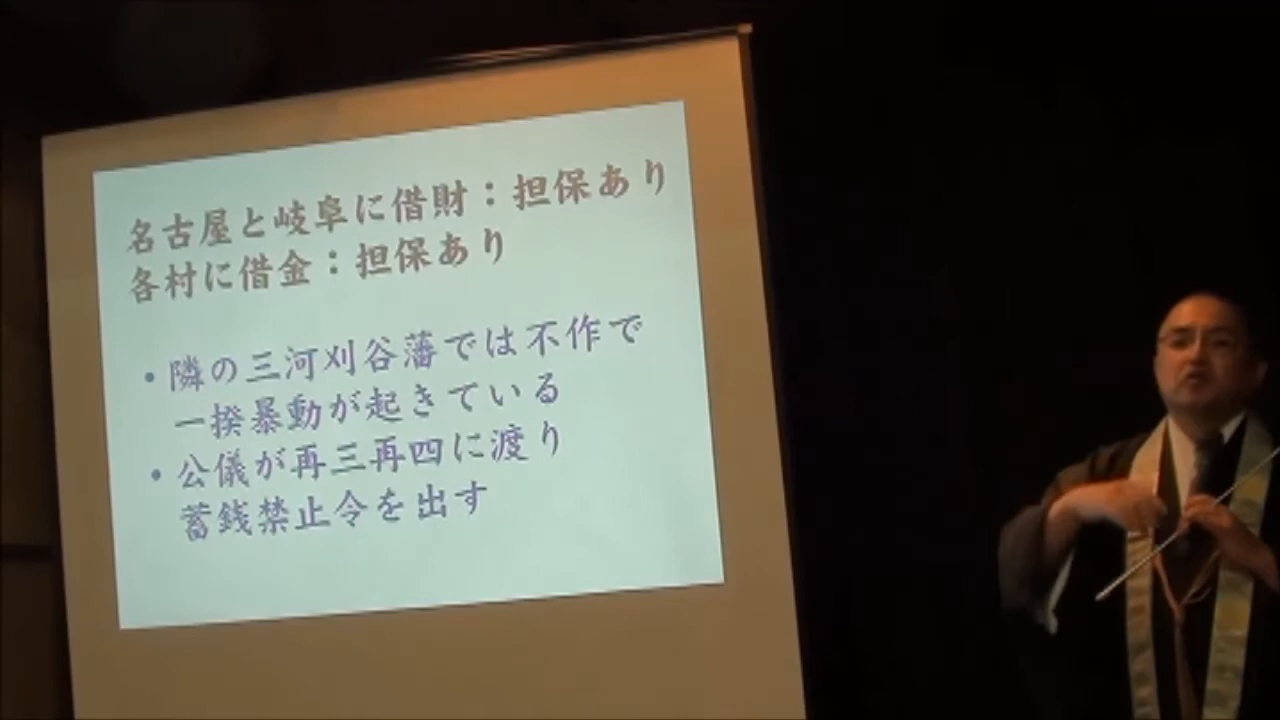 名古屋と岐阜に借財：担保あり
各村に借金：担保あり
・隣の三河刈谷藩では不作で
一揆暴動が起きている
・公儀が再三再四に渡り
蓄銭禁止令を出す